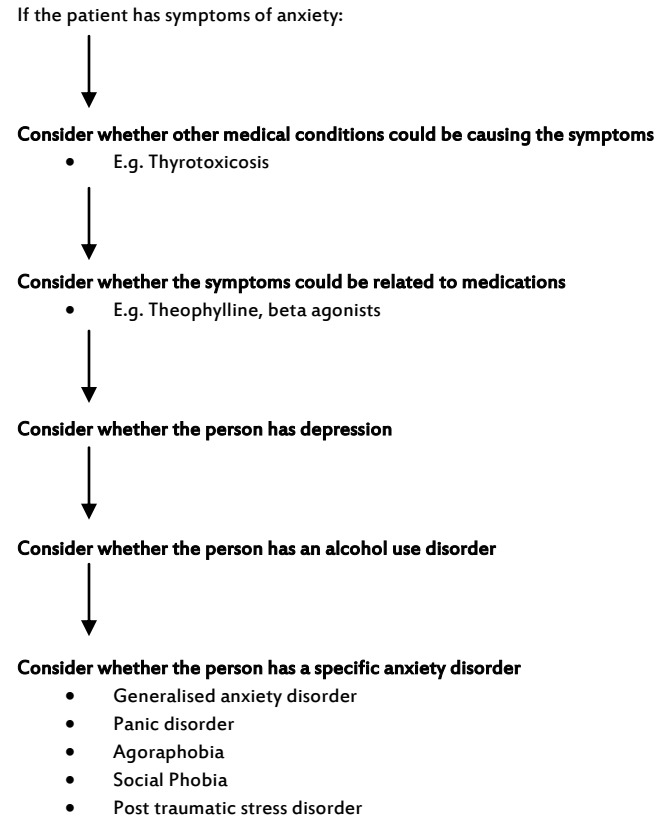 If the patient has symptoms of anxiety:
Consider whether other medical conditions could be causing the symptoms
• E.g. Thyrotoxicosis
Consider whether the symptoms could be related to medications
• E.g. Theophylline, beta agonists
Consider whether the person has depression
Consider whether the person has an alcohol use disorder
Consider whether the person has a specific anxiety disorder
• Generalised anxiety disorder
• Panic disorder
• Agoraphobia
• Social Phobia
• Post traumatic stress disorder